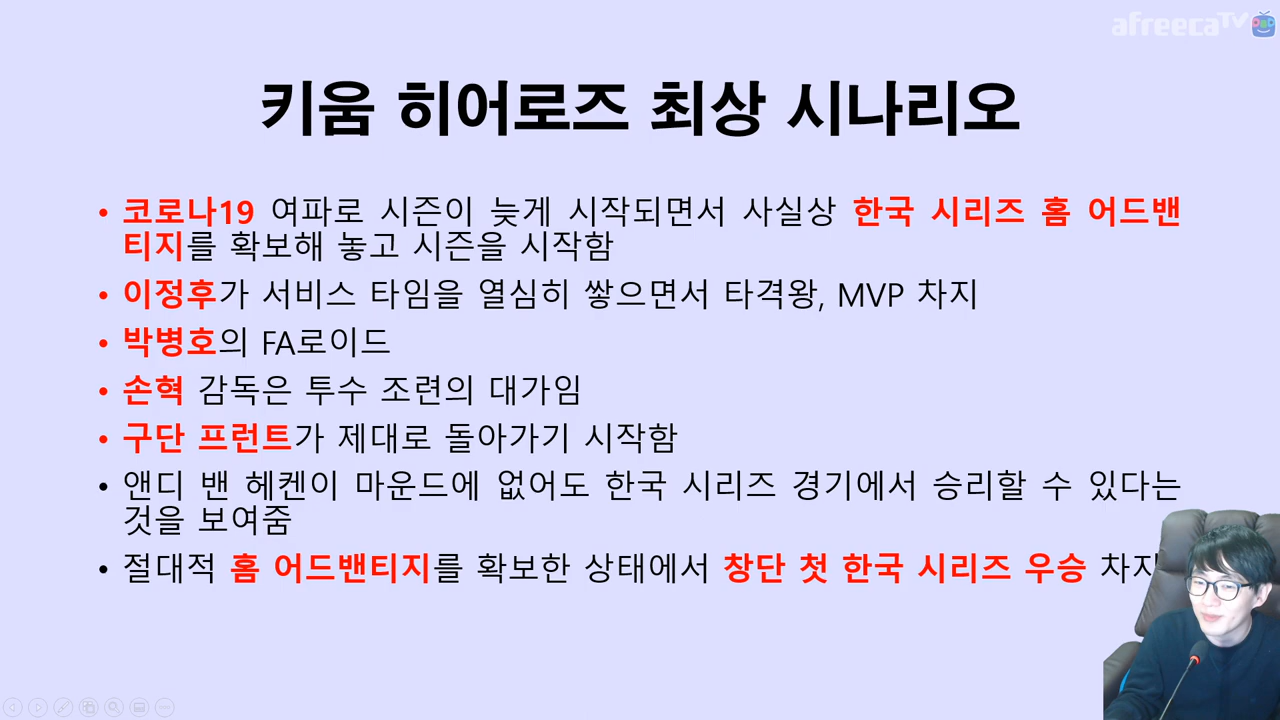 afreecaTV
키움 히어로즈 최상 시나리오
• 코로나19 여파로 시즌이 늦게 시작되면서 사실상 한국 시리즈 홈 어드밴
티지를 확보해 놓고 시즌을 시작함
• 이정후가 서비스 타임을 열심히 쌓으면서 타격왕, MVP 차지
• 박병호의 FA로이드
• 손혁 감독은 투수 조련의 대가임
• 구단 프런트가 제대로 돌아가기 시작함
• 앤디 밴 헤켄이 마운드에 없어도 한국 시리즈 경기에서 승리할 수 있다는
것을 보여줌
• 절대적 홈 어드밴티지를 확보한 상태에서 창단 첫 한국 시리즈 우승 차지